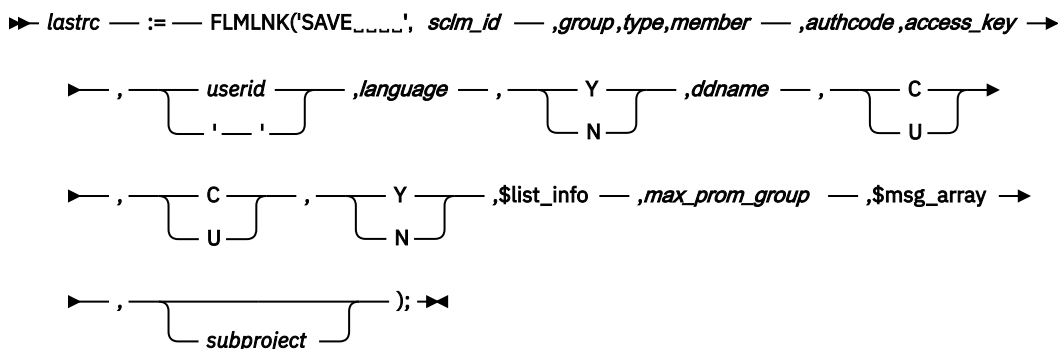 lastrc := FLMLNK('SAVE␣␣␣␣', sclm_id ,group,type,member ,authcode ,access_key
, userid ,language , Y ,ddname , C
' ' N U
, C , Y ,$list_info ,max_prom_group ,$msg_array
U N
, );
subproject